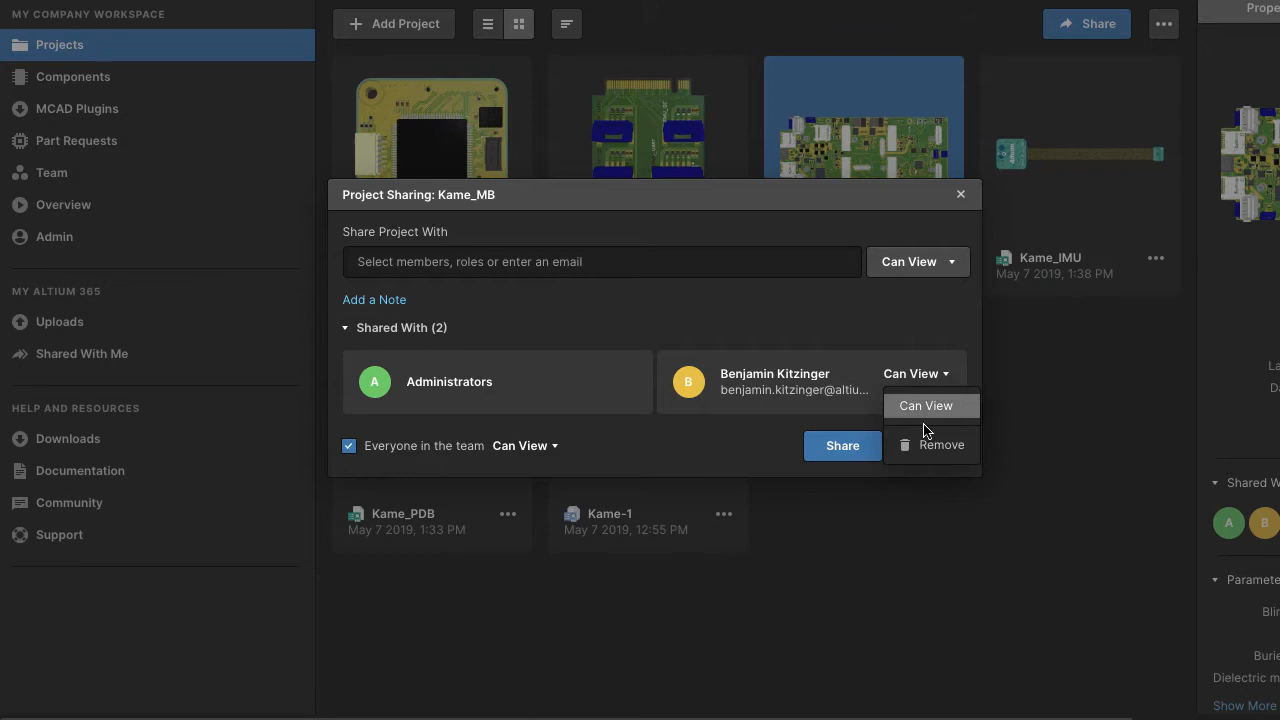 MY COMPANY WORKSPACE
Projects
Components
MCAD Plugins
Part Requests
Team
Overview
Admin
MY ALTIUM 365
Uploads
Shared With Me
HELP AND RESOURCES
Downloads
Documentation
Community
Support
Add Project
Share
Prope
Project Sharing: Kame_MB
Share Project With
Select members, roles or enter an email
Can View
Add a Note
Shared With (2)
A
Administrators
B
Benjamin Kitzinger
benjamin.kitzinger@altiu...
Can View
Can View
Remove
Everyone in the team
Can View
Share
Kame_IMU
May 7 2019, 1:38 PM
Kame_PDB
May 7 2019, 1:33 PM
Kame-1
May 7 2019, 12:55 PM
La
Da
Shared W
A
B
Paramete
Blin
Burie
Dielectric m
Show More